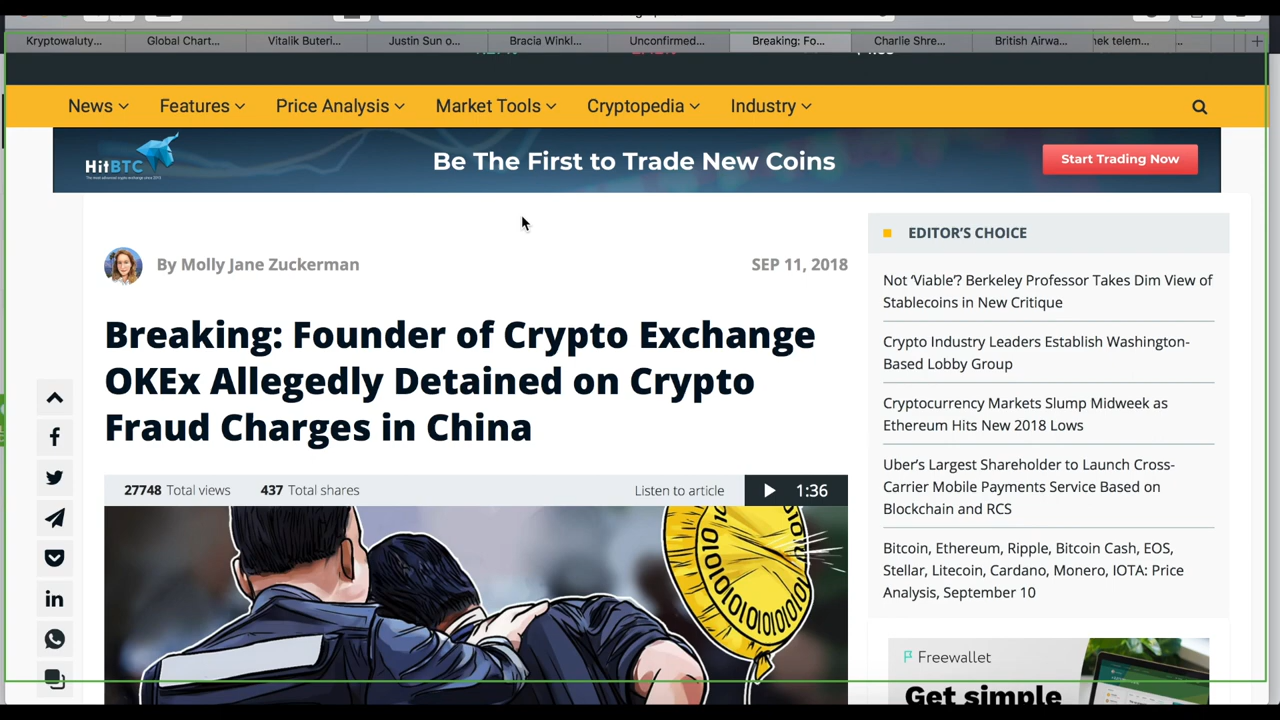 Kryptowaluty...
Global Chart...
Vitalik Buteri...
Justin Sun o...
Bracia Winkl...
Unconfirmed...
Breaking: Fo...
Charlie Shre...
British Airwa...
nek telem...
News
Features
Price Analysis
Market Tools
Cryptopedia
Industry
HitBTC
Be The First to Trade New Coins
Start Trading Now
By Molly Jane Zuckerman
SEP 11, 2018
Breaking: Founder of Crypto Exchange
OKEx Allegedly Detained on Crypto
Fraud Charges in China
27748 Total views
437 Total shares
Listen to article
1:36
EDITOR'S CHOICE
Not ‘Viable’? Berkeley Professor Takes Dim View of
Stablecoins in New Critique
Crypto Industry Leaders Establish Washington-
Based Lobby Group
Cryptocurrency Markets Slump Midweek as
Ethereum Hits New 2018 Lows
Uber’s Largest Shareholder to Launch Cross-
Carrier Mobile Payments Service Based on
Blockchain and RCS
Bitcoin, Ethereum, Ripple, Bitcoin Cash, EOS,
Stellar, Litecoin, Cardano, Monero, IOTA: Price
Analysis, September 10
Freewallet
Get simple